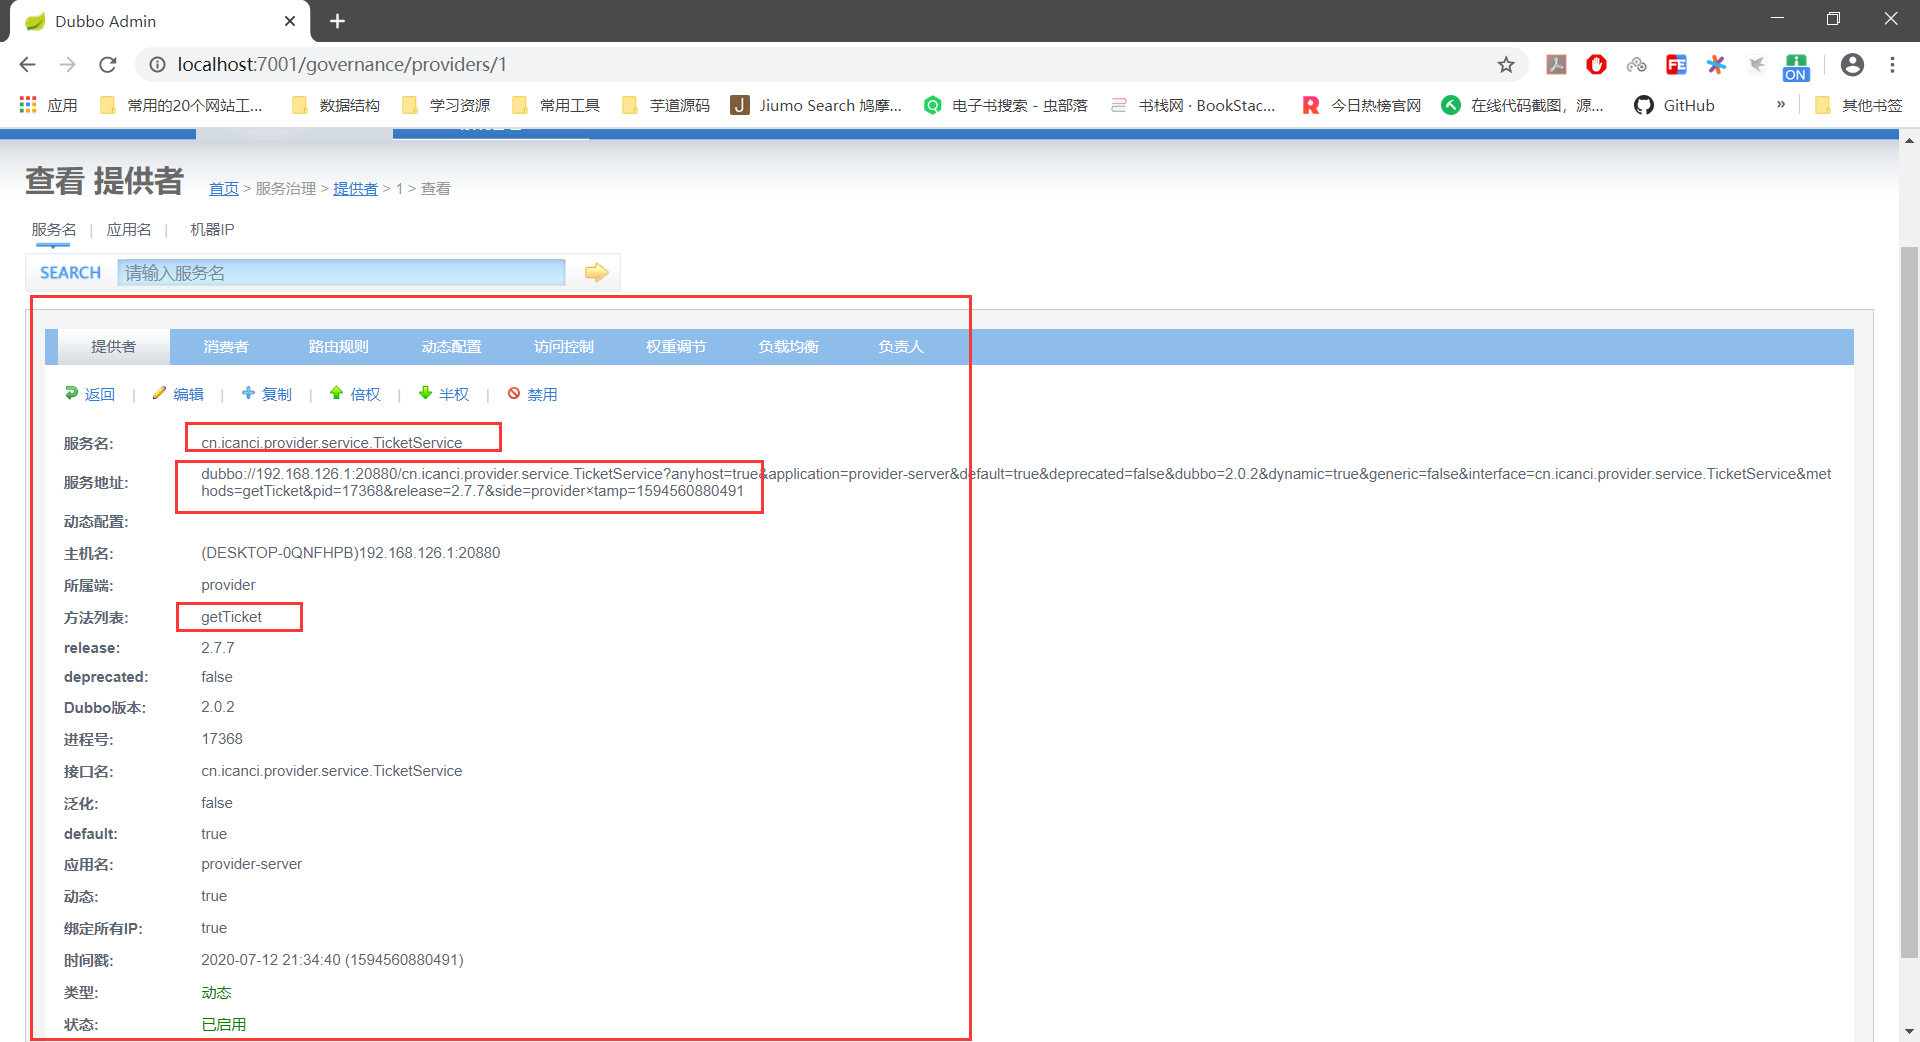 Dubbo Admin
localhost:7001/governance/providers/1
FE
ON
应用
常用的20个网站工...
数据结构
学习资源
常用工具
芋道源码
J
Jiumo Search 鸠摩...
电子书搜索 - 虫部落
书栈网 · BookStac...
今日热榜官网
在线代码截图，源...
GitHub
»
其他书签
查看 提供者
首页 > 服务治理 > 提供者 > 1 > 查看
服务名 | 应用名 | 机器IP
SEARCH 请输入服务名
提供者 消费者 路由规则 动态配置 访问控制 权重调节 负载均衡 负责人
返回 | 编辑 | 复制 | 倍权 | 半权 | 禁用
服务名: cn.icanci.provider.service.TicketService
服务地址: dubbo://192.168.126.1:20880/cn.icanci.provider.service.TicketService?anyhost=true&application=provider-server&default=true&deprecated=false&dubbo=2.0.2&dynamic=true&generic=false&interface=cn.icanci.provider.service.TicketService&met
hods=getTicket&pid=17368&release=2.7.7&side=provider×tamp=1594560880491
动态配置:
主机名: (DESKTOP-0QNFHPB)192.168.126.1:20880
所属端: provider
方法列表: getTicket
release: 2.7.7
deprecated: false
Dubbo版本: 2.0.2
进程号: 17368
接口名: cn.icanci.provider.service.TicketService
泛化: false
default: true
应用名: provider-server
动态: true
绑定所有IP: true
时间戳: 2020-07-12 21:34:40 (1594560880491)
类型: 动态
状态: 已启用